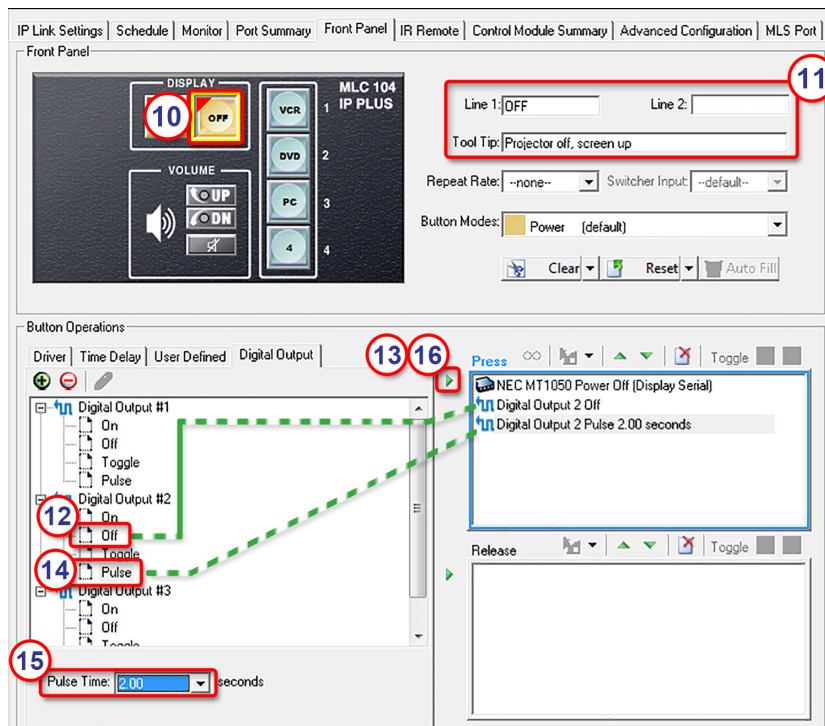 IP Link Settings Schedule Monitor Port Summary Front Panel IR Remote Control Module Summary Advanced Configuration MLS Port
Front Panel
DISPLAY
10
OFF
VOLUME
UP
DN
VCR 1
DVD 2
PC 3
4 4
MLC 104
IP PLUS
11
Line 1: OFF Line 2:
Tool Tip: Projector off, screen up
Repeat Rate: --none-- Switcher Input: --default--
Button Modes: Power (default)
Clear Reset Auto Fill
Button Operations
Driver Time Delay User Defined Digital Output
13 16
Digital Output #1
On
Off
Toggle
Pulse
Digital Output #2
On
12
Off
Toggle
14
Pulse
Digital Output #3
On
Off
Toggle
15
Pulse Time: 2.00 seconds
Press Toggle
NEC MT1050 Power Off (Display Serial)
Digital Output 2 Off
Digital Output 2 Pulse 2.00 seconds
Release Toggle